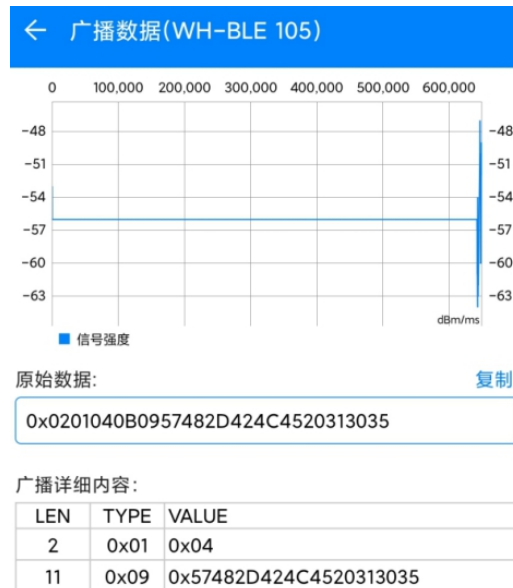 ← 广播数据(WH-BLE 105)
0 100,000 200,000 300,000 400,000 500,000 600,000
-48 -48
-51 -51
-54 -54
-57 -57
-60 -60
-63 -63
dBm/ms
信号强度
原始数据: 复制
0x0201040B0957482D424C4520313035
广播详细内容:
LEN TYPE VALUE
2 0x01 0x04
11 0x09 0x57482D424C4520313035